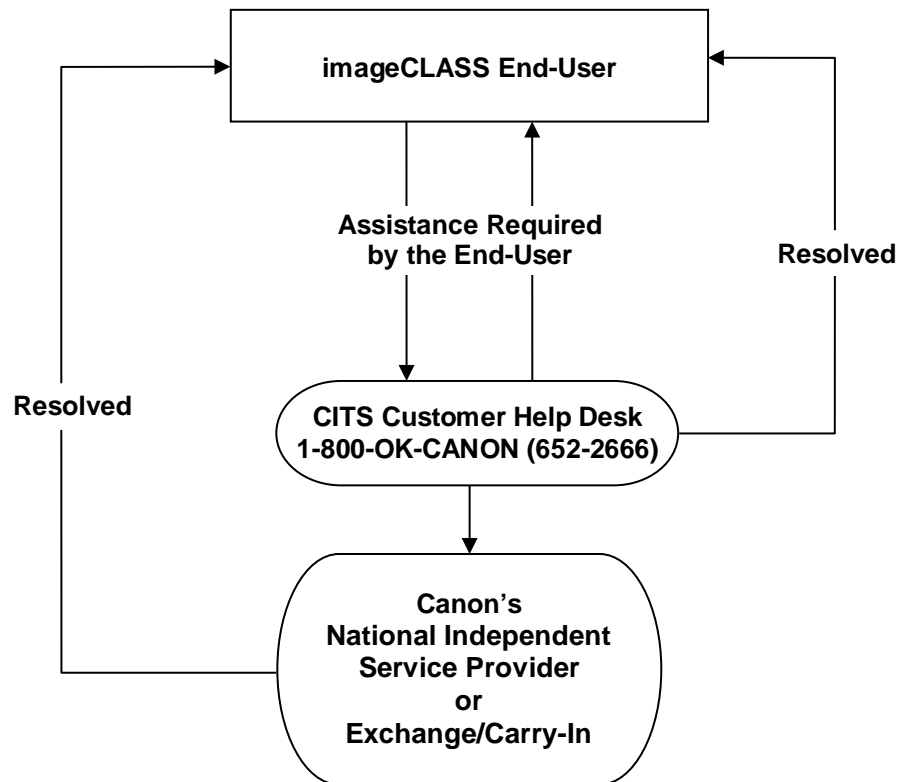 imageCLASS End-User
Assistance Required
by the End-User
Resolved
Resolved
CITS Customer Help Desk
1-800-OK-CANON (652-2666)
Canon’s
National Independent
Service Provider
or
Exchange/Carry-In